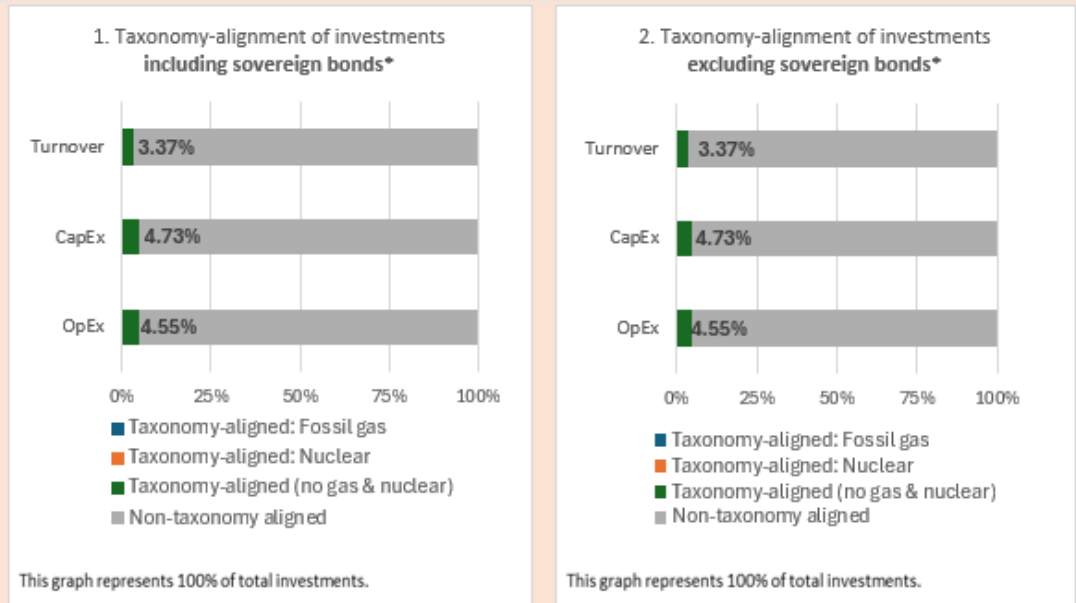 1. Taxonomy-alignment of investments
including sovereign bonds*
Turnover
3.37%
CapEx
4.73%
OpEx
4.55%
0% 25% 50% 75% 100%
Taxonomy-aligned: Fossil gas
Taxonomy-aligned: Nuclear
Taxonomy-aligned (no gas & nuclear)
Non-taxonomy aligned
This graph represents 100% of total investments.
2. Taxonomy-alignment of investments
excluding sovereign bonds*
Turnover
3.37%
CapEx
4.73%
OpEx
4.55%
0% 25% 50% 75% 100%
Taxonomy-aligned: Fossil gas
Taxonomy-aligned: Nuclear
Taxonomy-aligned (no gas & nuclear)
Non-taxonomy aligned
This graph represents 100% of total investments.